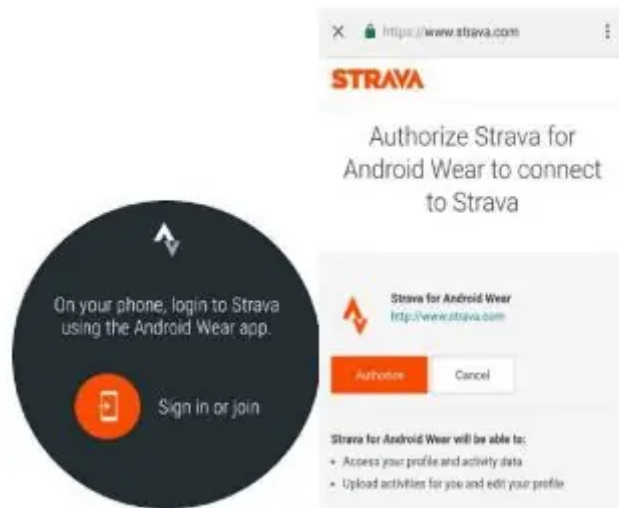 On your phone, login to Strava
using the Android Wear app.
Sign in or join
https://www.strava.com
STRAVA
Authorize Strava for
Android Wear to connect
to Strava
Strava for Android Wear
http://www.strava.com
Authorize
Cancel
Strava for Android Wear will be able to:
• Access your profile and activity data
• Upload activities for you and edit your profile